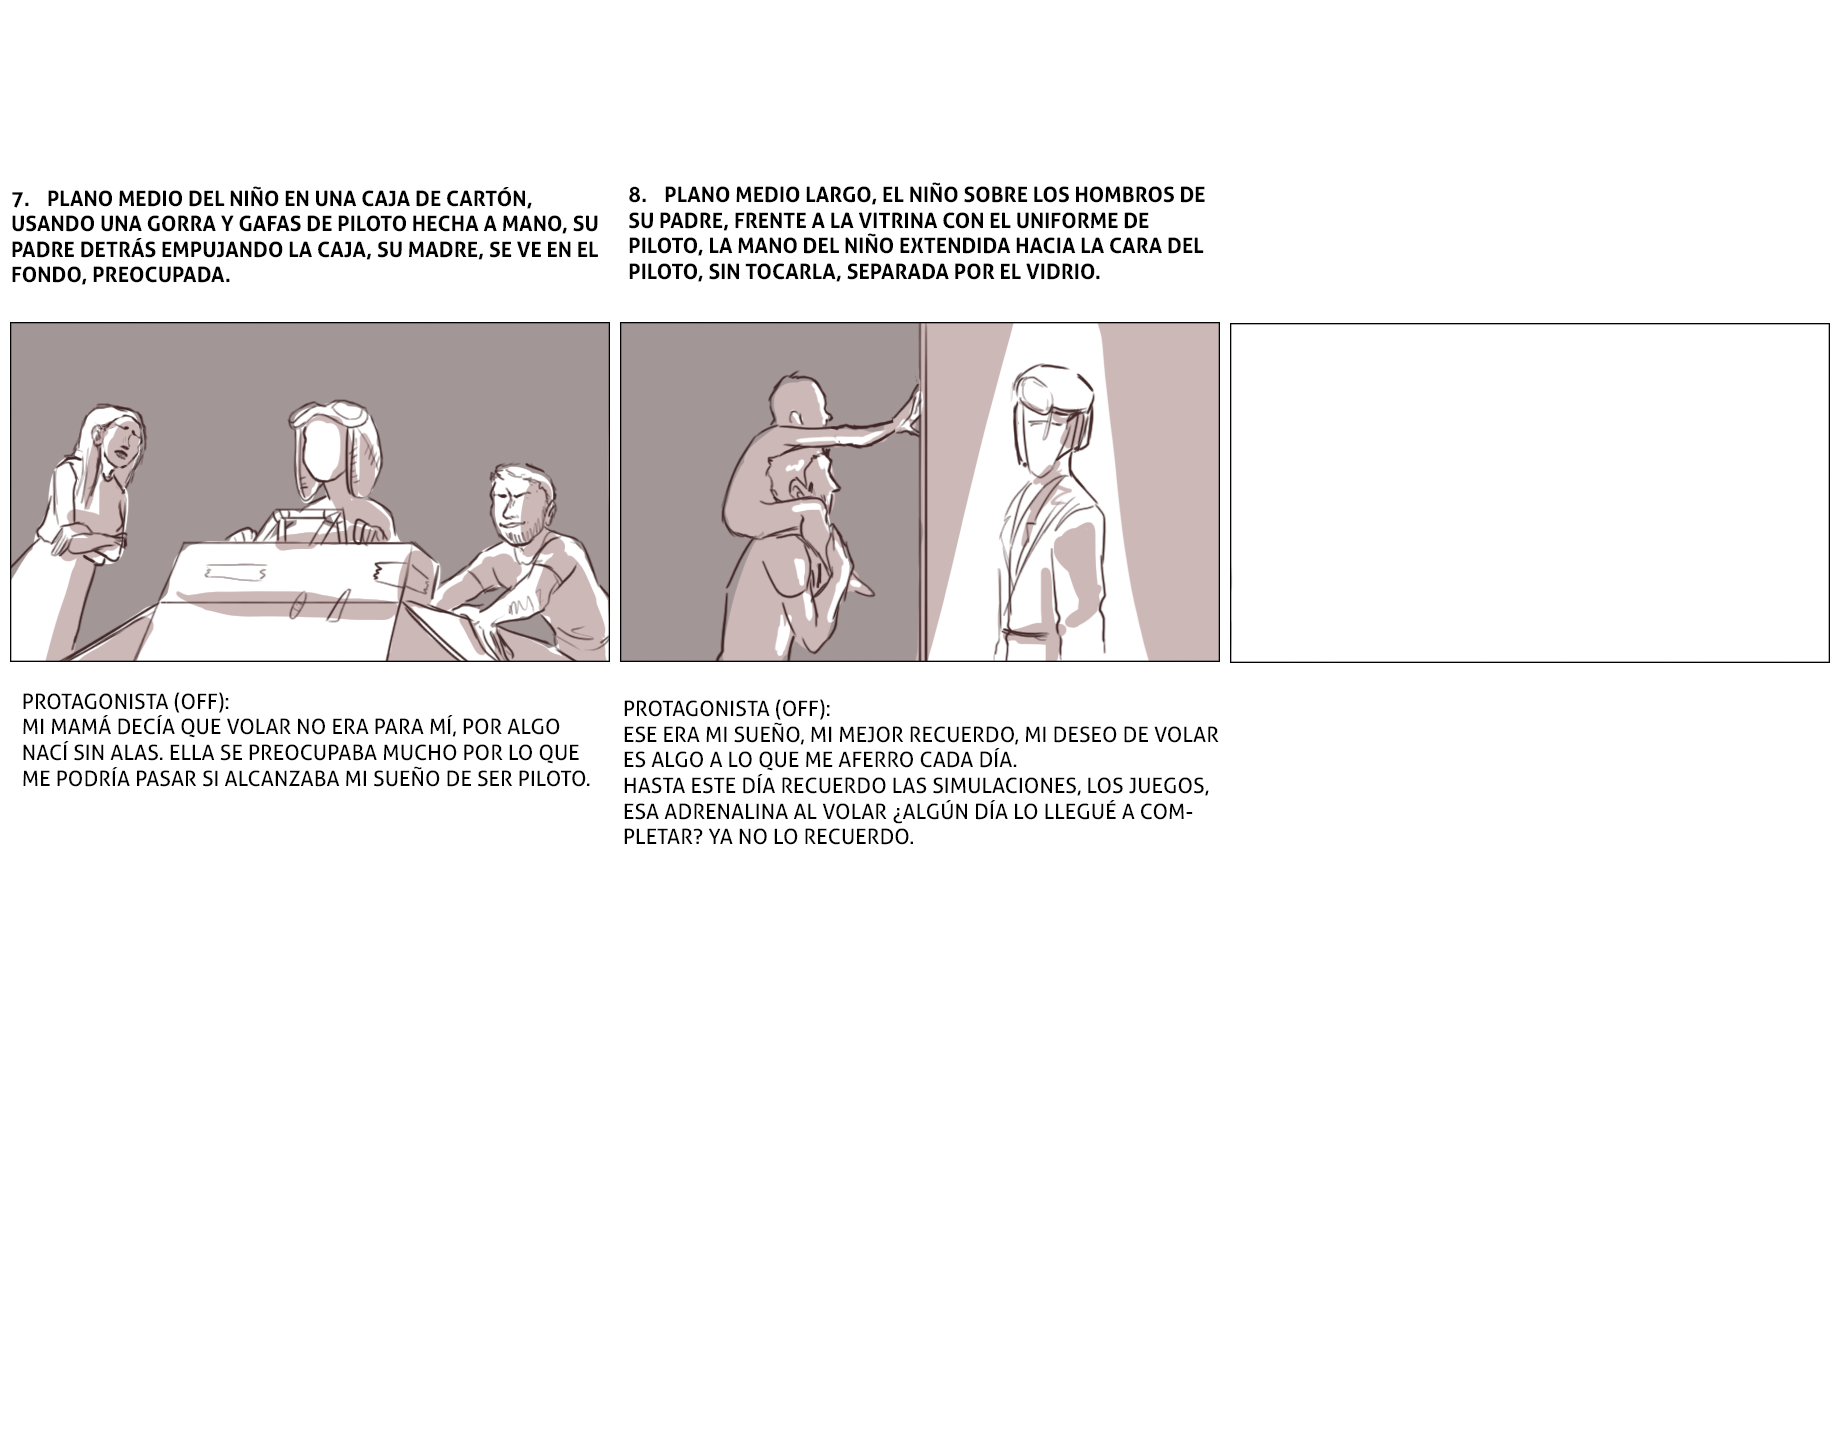 7. PLANO MEDIO DEL NIÑO EN UNA CAJA DE CARTÓN,
USANDO UNA GORRA Y GAFAS DE PILOTO HECHA A MANO, SU
PADRE DETRÁS EMPUJANDO LA CAJA, SU MADRE, SE VE EN EL
FONDO, PREOCUPADA.
PROTAGONISTA (OFF):
MI MAMÁ DECÍA QUE VOLAR NO ERA PARA MÍ, POR ALGO
NACÍ SIN ALAS. ELLA SE PREOCUPABA MUCHO POR LO QUE
ME PODRÍA PASAR SI ALCANZABA MI SUEÑO DE SER PILOTO.
8. PLANO MEDIO LARGO, EL NIÑO SOBRE LOS HOMBROS DE
SU PADRE, FRENTE A LA VITRINA CON EL UNIFORME DE
PILOTO, LA MANO DEL NIÑO EXTENDIDA HACIA LA CARA DEL
PILOTO, SIN TOCARLA, SEPARADA POR EL VIDRIO.
PROTAGONISTA (OFF):
ESE ERA MI SUEÑO, MI MEJOR RECUERDO, MI DESEO DE VOLAR
ES ALGO A LO QUE ME AFERRO CADA DÍA.
HASTA ESTE DÍA RECUERDO LAS SIMULACIONES, LOS JUEGOS,
ESA ADRENALINA AL VOLAR ¿ALGÚN DÍA LO LLEGUÉ A COM-
PLETAR? YA NO LO RECUERDO.